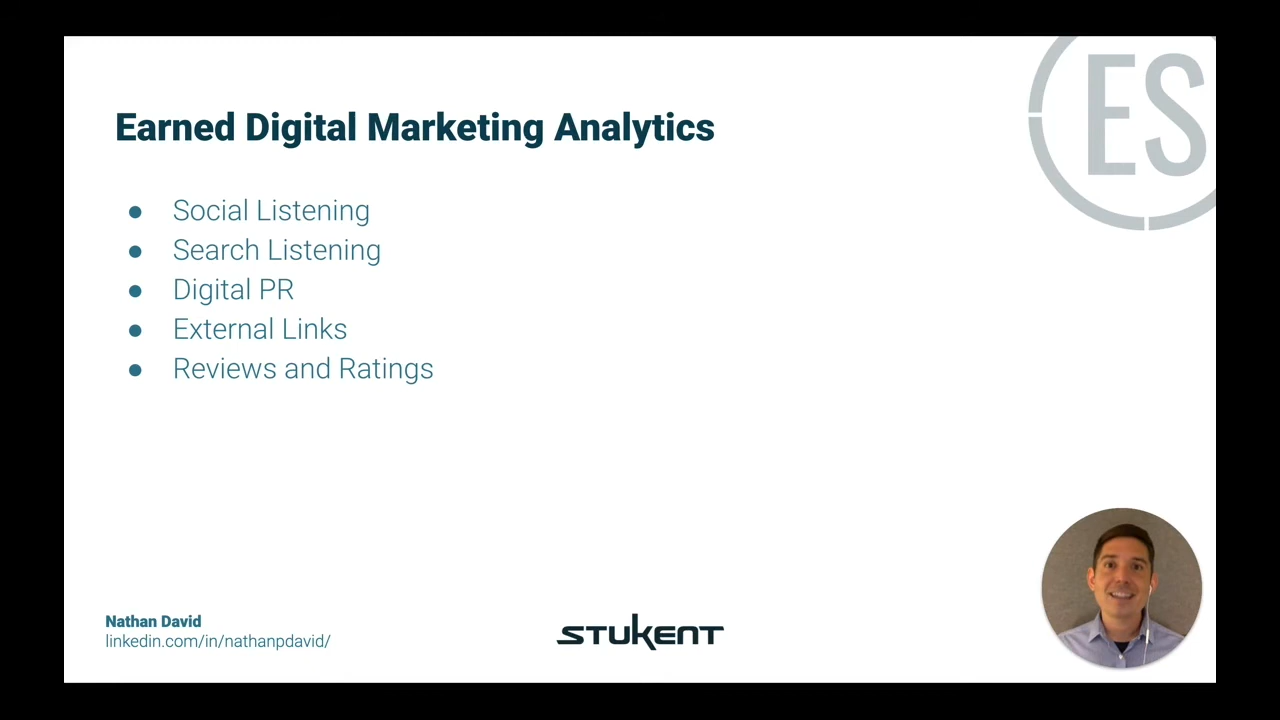 ES
Earned Digital Marketing Analytics
● Social Listening
● Search Listening
● Digital PR
● External Links
● Reviews and Ratings
Nathan David
linkedin.com/in/nathanpdavid/
STUKENT